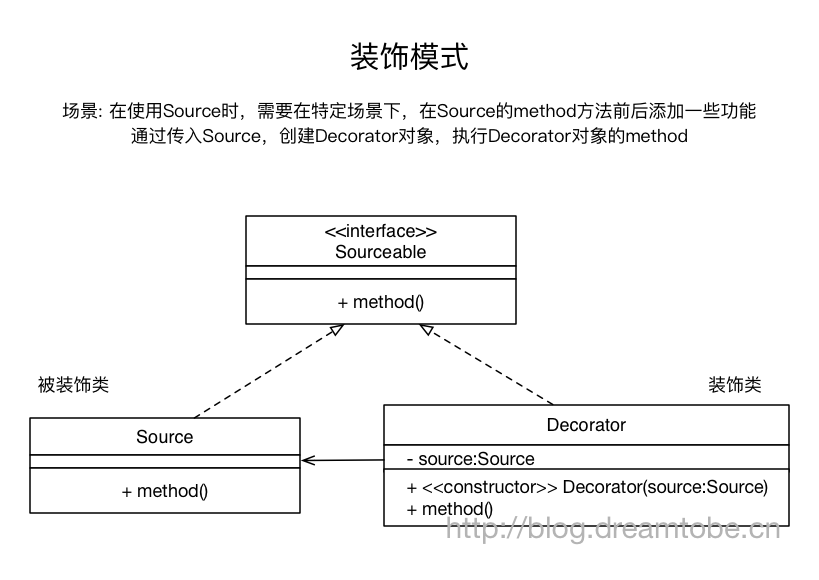 装饰模式
场景: 在使用Source时，需要在特定场景下，在Source的method方法前后添加一些功能
通过传入Source，创建Decorator对象，执行Decorator对象的method
<<interface>>
Sourceable
+ method()
被装饰类
装饰类
Source
+ method()
Decorator
- source:Source
+ <<constructor>> Decorator(source:Source)
+ method()
http://blog.dreamtobe.cn